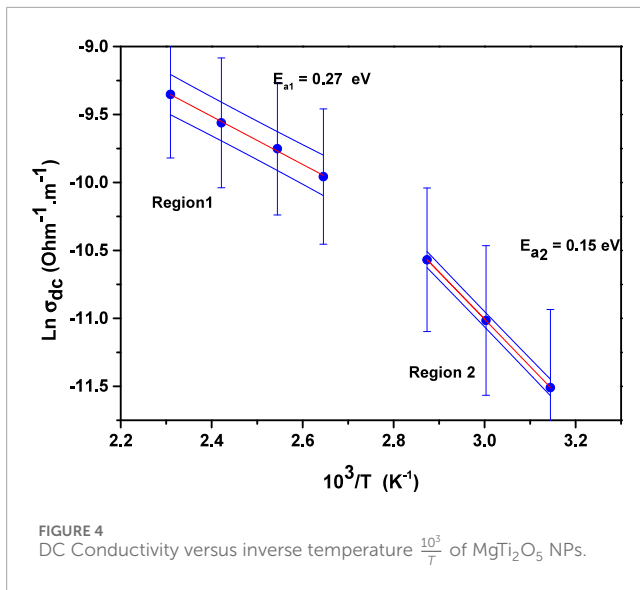 -9.0
-9.5
-10.0
-10.5
-11.0
-11.5
Ln σdc (Ohm⁻¹.m⁻¹)
Eₐ₁ = 0.27 eV
Region1
Eₐ₂ = 0.15 eV
Region 2
2.2 2.4 2.6 2.8 3.0 3.2
10³/T (K⁻¹)
FIGURE 4
DC Conductivity versus inverse temperature 10³/T of MgTi₂O₅ NPs.